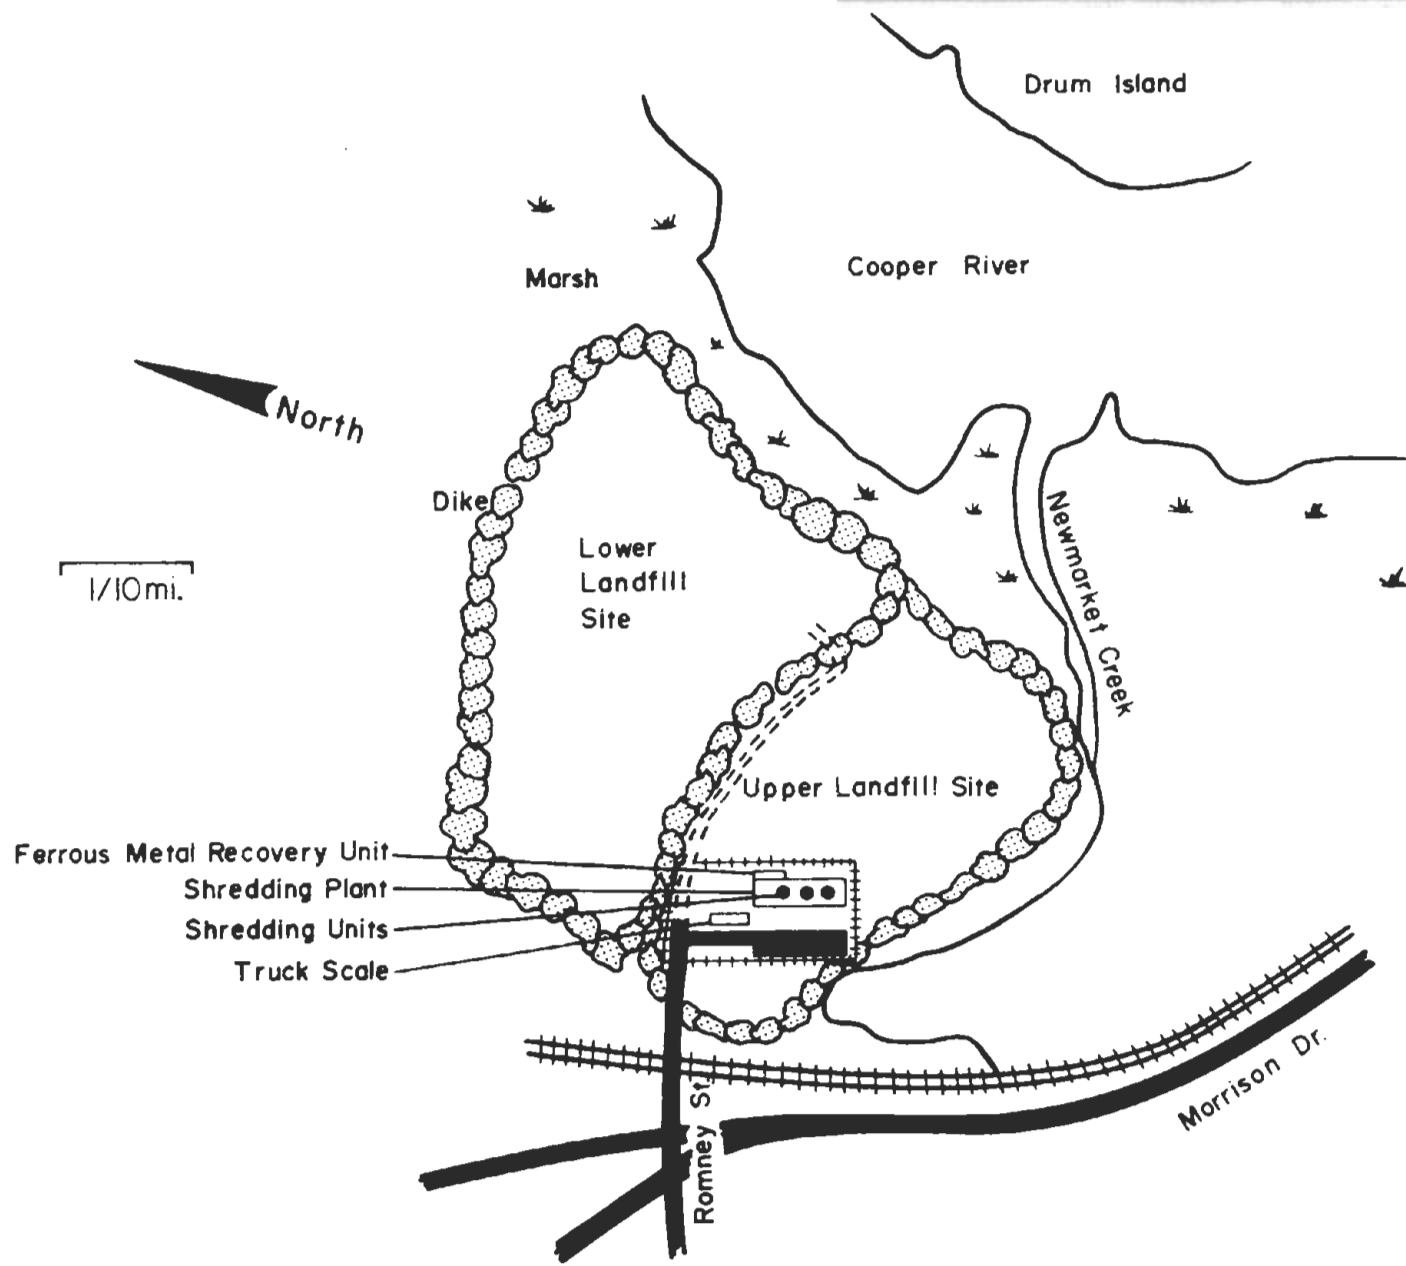 Drum Island
Cooper River
Marsh
North
Dike
Newmarket Creek
Lower
Landfill
Site
1/10 mi.
Upper Landfill Site
Ferrous Metal Recovery Unit
Shredding Plant
Shredding Units
Truck Scale
Morrison Dr.
Romney St.